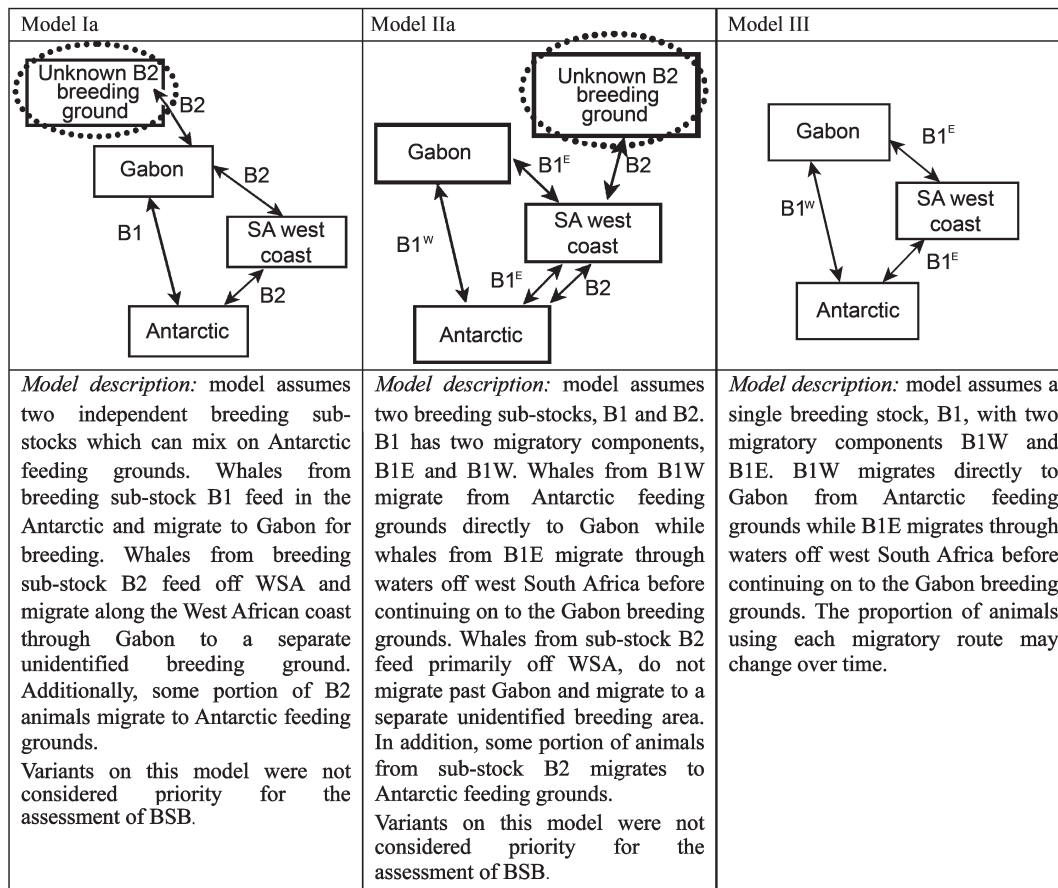 Model Ia
Unknown B2
breeding
ground
B2
Gabon
B2
B1
SA west
coast
B2
Antarctic
Model description: model assumes
two independent breeding sub-
stocks which can mix on Antarctic
feeding grounds. Whales from
breeding sub-stock B1 feed in the
Antarctic and migrate to Gabon for
breeding. Whales from breeding
sub-stock B2 feed off WSA and
migrate along the West African coast
through Gabon to a separate
unidentified breeding ground.
Additionally, some portion of B2
animals migrate to Antarctic feeding
grounds.
Variants on this model were not
considered priority for the
assessment of BSB.
Model IIa
Unknown B2
breeding
ground
Gabon
B1ᴱ
B2
SA west
coast
B1ᵂ
B1ᴱ
B2
Antarctic
Model description: model assumes
two breeding sub-stocks, B1 and B2.
B1 has two migratory components,
B1E and B1W. Whales from B1W
migrate from Antarctic feeding
grounds directly to Gabon while
whales from B1E migrate through
waters off west South Africa before
continuing on to the Gabon breeding
grounds. Whales from sub-stock B2
feed primarily off WSA, do not
migrate past Gabon and migrate to a
separate unidentified breeding area.
In addition, some portion of animals
from sub-stock B2 migrates to
Antarctic feeding grounds.
Variants on this model were not
considered priority for the
assessment of BSB.
Model III
Gabon
B1ᴱ
SA west
coast
B1ᵂ
B1ᴱ
Antarctic
Model description: model assumes a
single breeding stock, B1, with two
migratory components B1W and
B1E. B1W migrates directly to
Gabon from Antarctic feeding
grounds while B1E migrates through
waters off west South Africa before
continuing on to the Gabon breeding
grounds. The proportion of animals
using each migratory route may
change over time.